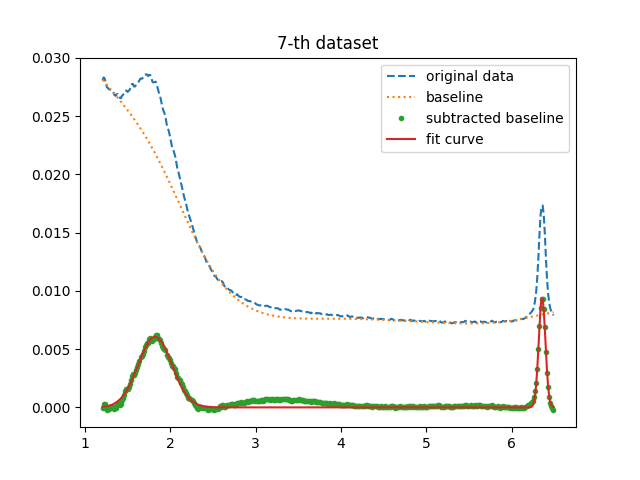 7-th dataset
0.030
0.025
0.020
0.015
0.010
0.005
0.000
original data
baseline
subtracted baseline
fit curve
1 2 3 4 5 6